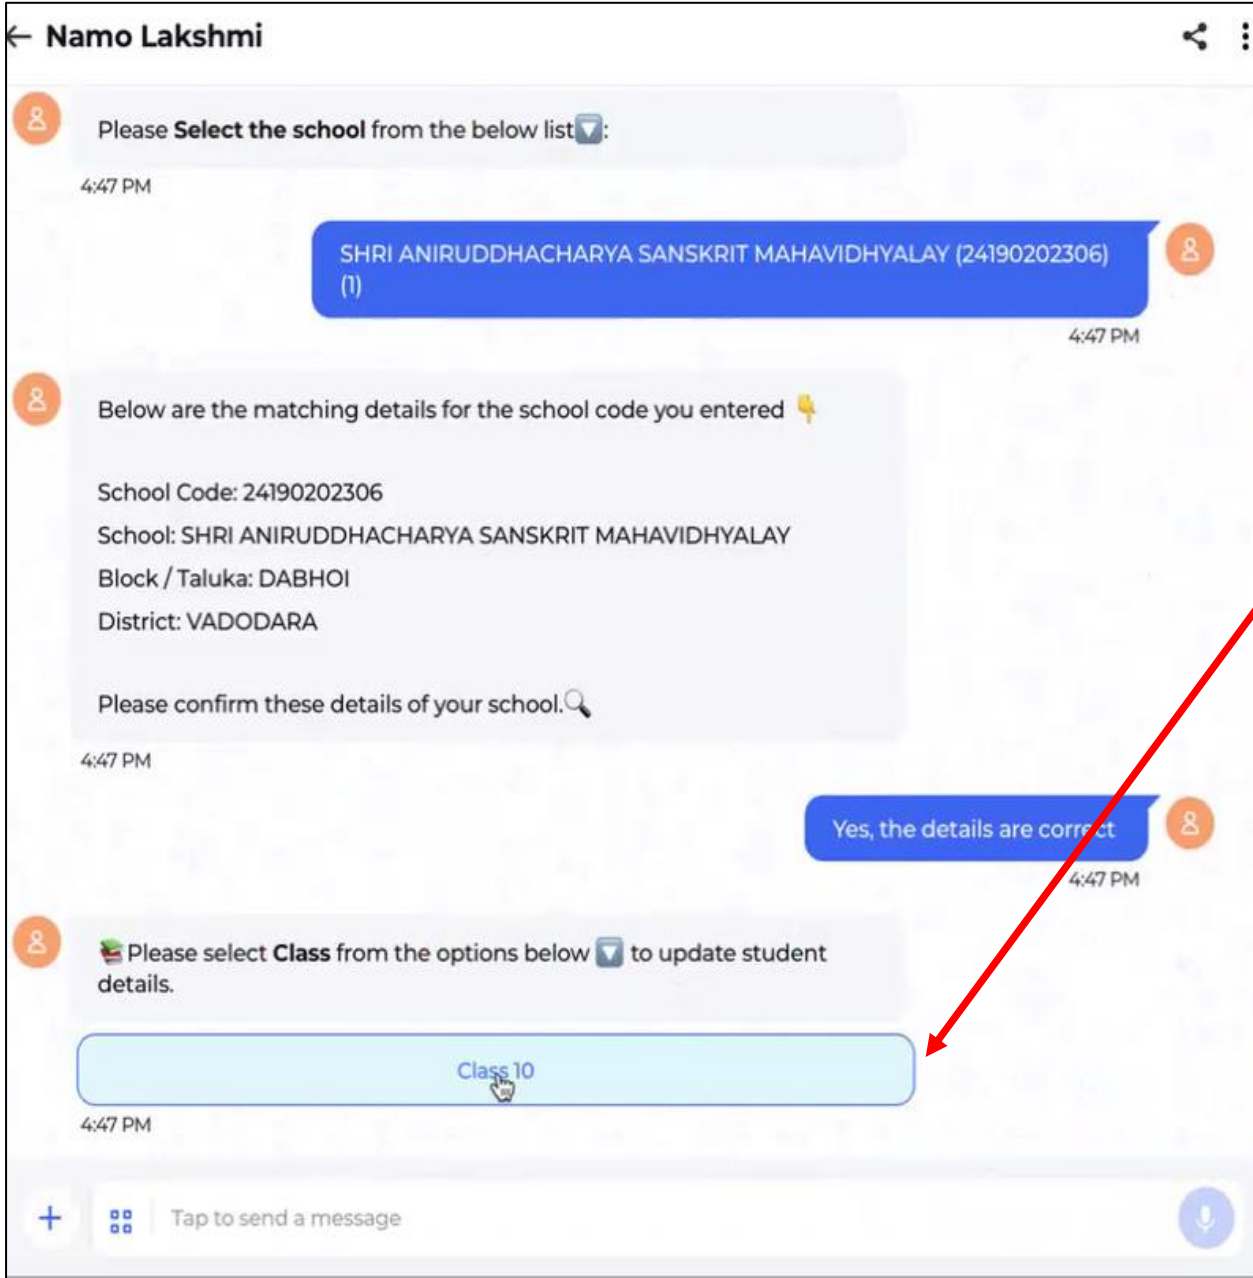 Namo Lakshmi
Please Select the school from the below list🔽:
4:47 PM
SHRI ANIRUDDHACHARYA SANSKRIT MAHAVIDHYALAY (24190202306)
(1)
4:47 PM
Below are the matching details for the school code you entered 👇
School Code: 24190202306
School: SHRI ANIRUDDHACHARYA SANSKRIT MAHAVIDHYALAY
Block / Taluka: DABHOI
District: VADODARA
Please confirm these details of your school.🔍
4:47 PM
Yes, the details are correct
4:47 PM
📚Please select Class from the options below 🔽 to update student
details.
Class 10
4:47 PM
Tap to send a message